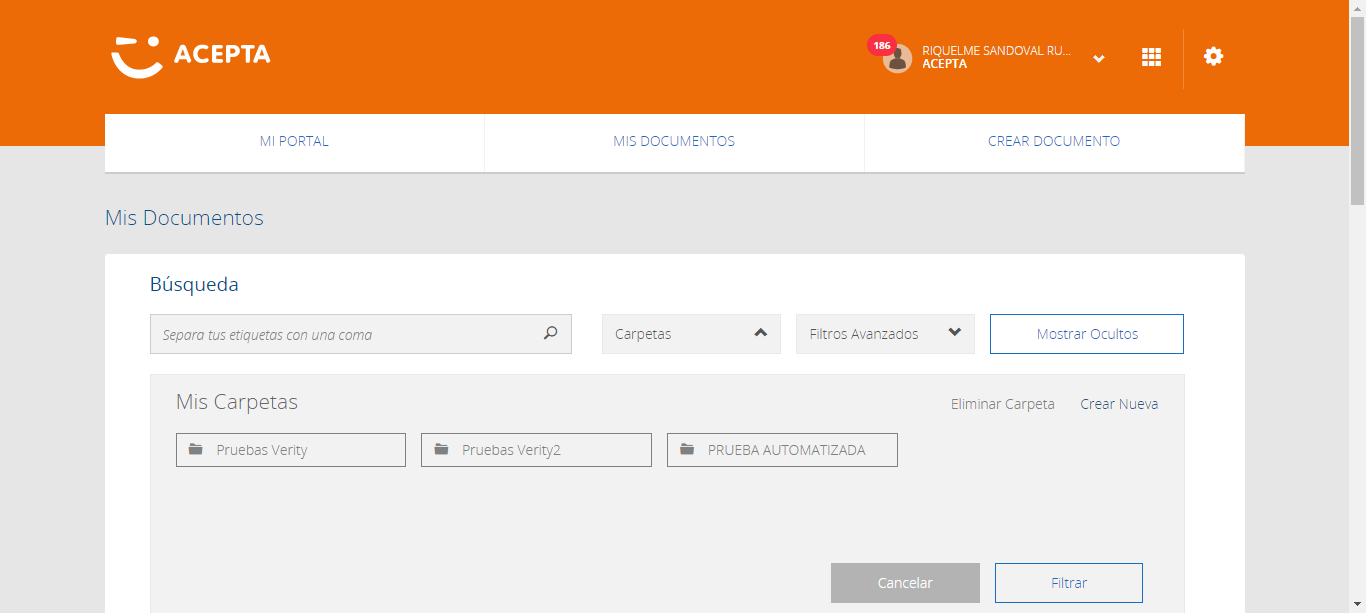 ACEPTA
186
RIQUELME SANDOVAL RU...
ACEPTA
MI PORTAL
MIS DOCUMENTOS
CREAR DOCUMENTO
Mis Documentos
Búsqueda
Separa tus etiquetas con una coma
Carpetas
Filtros Avanzados
Mostrar Ocultos
Mis Carpetas
Eliminar Carpeta
Crear Nueva
Pruebas Verity
Pruebas Verity2
PRUEBA AUTOMATIZADA
Cancelar
Filtrar